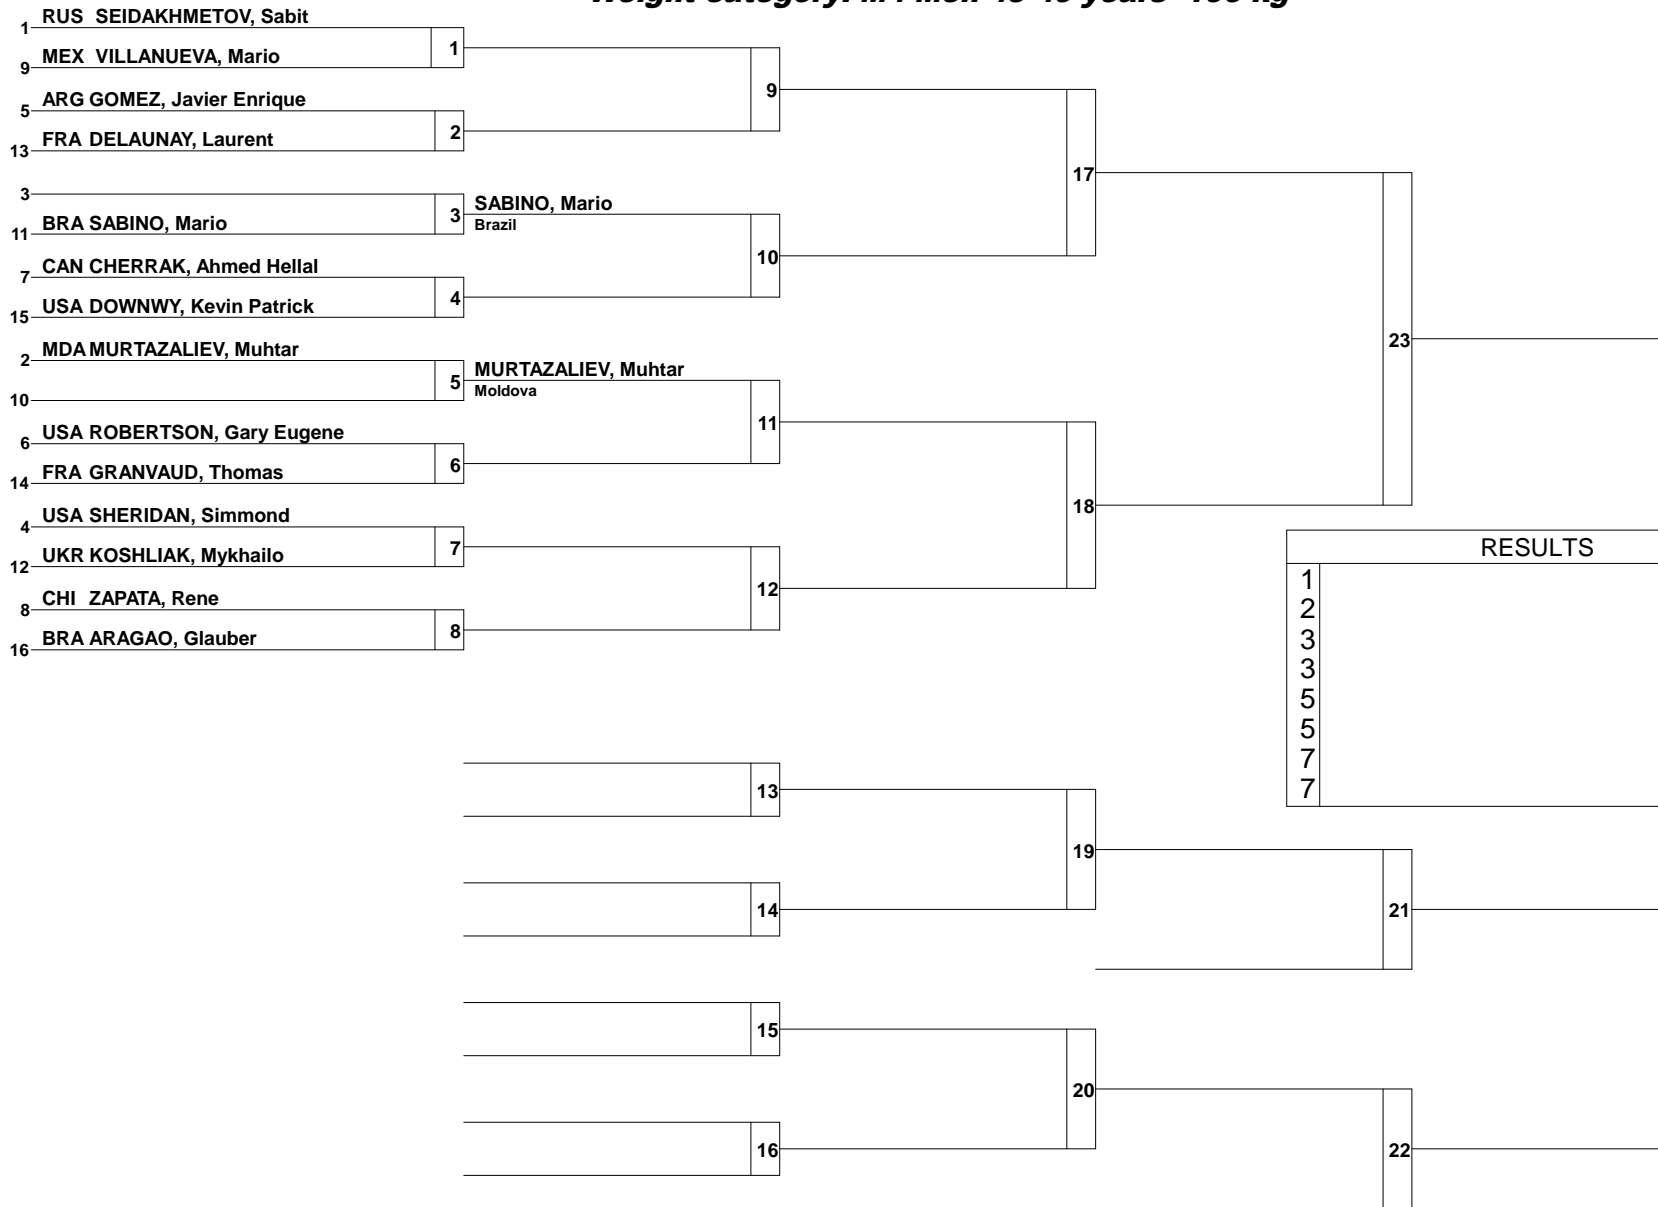 RUS SEIDAKHMETOV, Sabit
1
1
MEX VILLANUEVA, Mario
9
9
ARG GOMEZ, Javier Enrique
5
2
FRA DELAUNAY, Laurent
13
17
3
SABINO, Mario
3
Brazil
BRA SABINO, Mario
11
10
CAN CHERRAK, Ahmed Hellal
7
4
USA DOWNWY, Kevin Patrick
15
23
MDA MURTAZALIEV, Muhtar
2
MURTAZALIEV, Muhtar
5
Moldova
10
11
USA ROBERTSON, Gary Eugene
6
6
FRA GRANVAUD, Thomas
14
18
USA SHERIDAN, Simmond
4
7
UKR KOSHLIAK, Mykhailo
12
12
CHI ZAPATA, Rene
8
8
BRA ARAGAO, Glauber
16
RESULTS
1
2
3
3
5
5
7
7
13
19
14
21
15
20
16
22